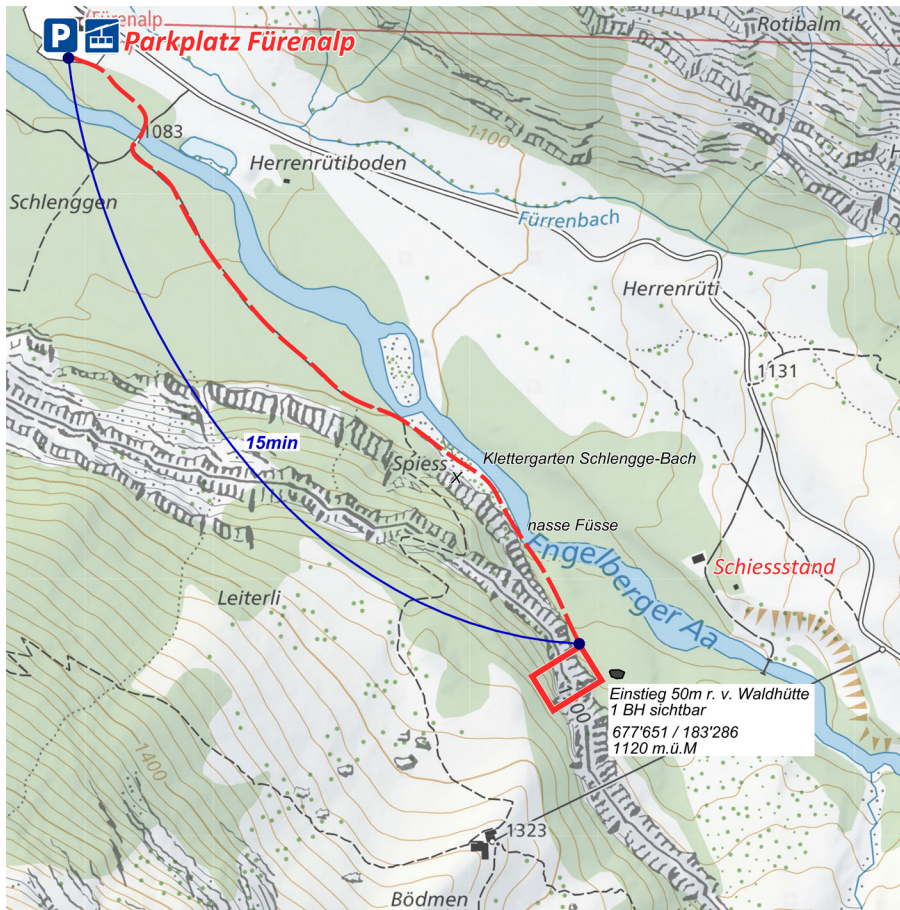 (Fürenalp
P
Parkplatz Fürenalp
Rotibalm
1083
1100
Herrenrütiboden
Schlenggen
Fürrenbach
Herrenrüti
1131
15min
Spiess
X
Klettergarten Schlengge-Bach
nasse Füsse
Engelberger Aa
Schiessstand
Leiterli
Einstieg 50m r. v. Waldhütte
1 BH sichtbar
677'651 / 183'286
1120 m.ü.M
1400
1323
Bödmen